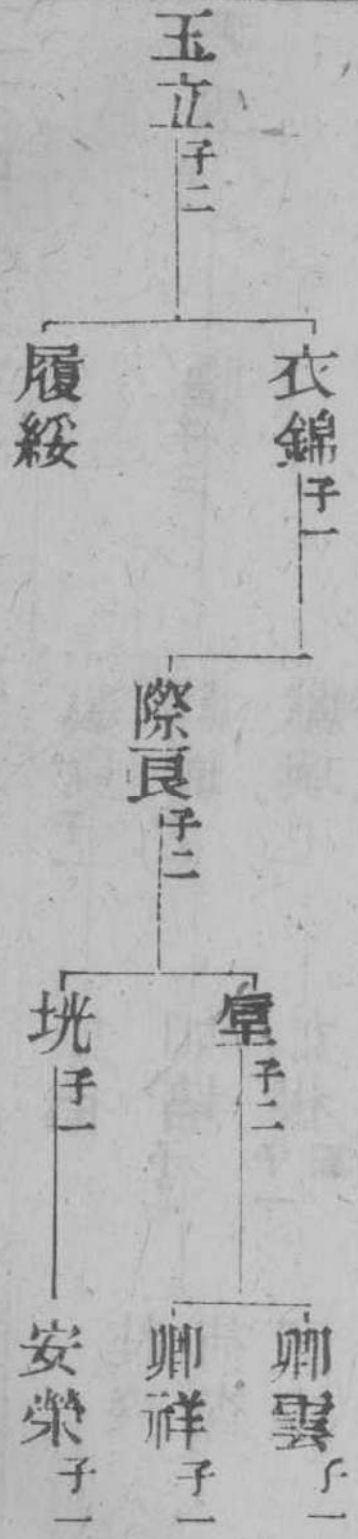 玉立 子二
衣錦 子一
履綏
際良 子二
垕 子二
垙 子一
卿雲 子一
卿祥 子一
安榮 子一